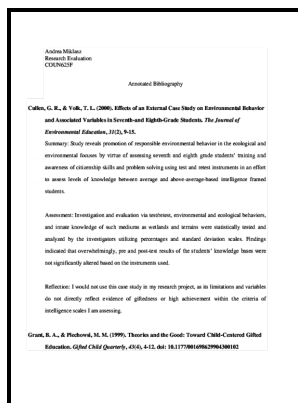 Andrea Miklasz
Research Evaluation
COUN625F
Annotated Bibliography
Cullen, G. R., & Volk, T. L. (2000). Effects of an External Case Study on Environmental Behavior
and Associated Variables in Seventh-and Eighth-Grade Students, The Journal of
Environmental Education, 31(2), 9-15.
Summary: Study reveals promotion of responsible environmental behavior in the ecological and
environmental focuses by virtue of assessing seventh and eighth grade students' training and
awareness of citizenship skills and problem solving using test and retest instruments in an effort
to assess levels of knowledge between average and above-average-based intelligence framed
students.
Assessment: Investigation and evaluation via test/retest, environmental and ecological behaviors,
and innate knowledge of such mediums as wetlands and terrains were statistically tested and
analyzed by the investigators utilizing percentages and standard deviation scales. Findings
indicated that overwhelmingly, pre and post-test results of the students' knowledge bases were
not significantly altered based on the instruments used.
Reflection: I would not use this case study in my research project, as its limitations and variables
do not directly reflect evidence of giftedness or high achievement within the criteria of
intelligence scales I am assessing.
Grant, B. A., & Piechowsi, M. M. (1999). Theories and the Good: Toward Child-Centered Gifted
Education. Gifted Child Quarterly, 43(4), 4-12. doi: 10.1177/001698629904300102